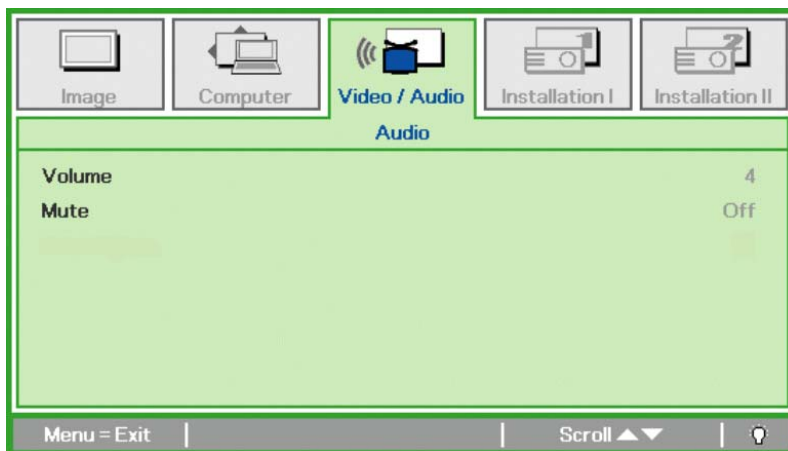 Image Computer Video / Audio Installation I Installation II
Audio
Volume 4
Mute Off
Menu = Exit Scroll ▲▼